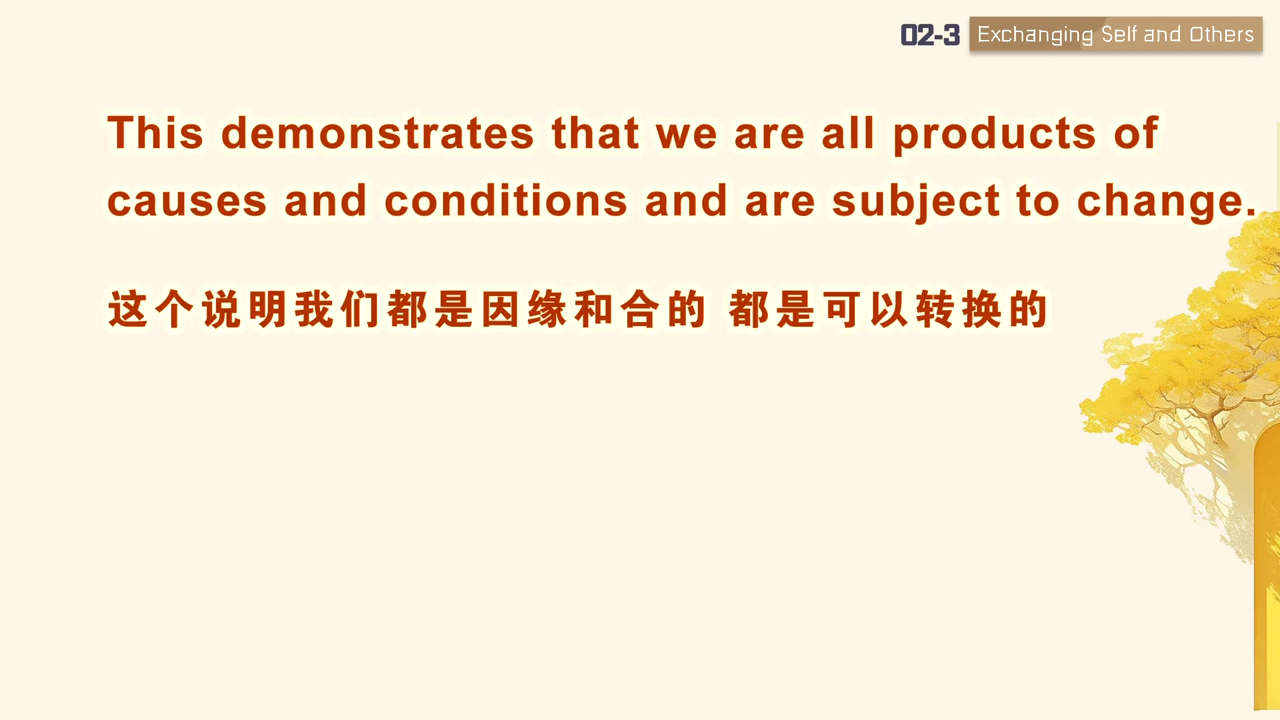 02-3 Exchanging Self and Others
This demonstrates that we are all products of
causes and conditions and are subject to change.
这个说明我们都是因缘和合的 都是可以转换的